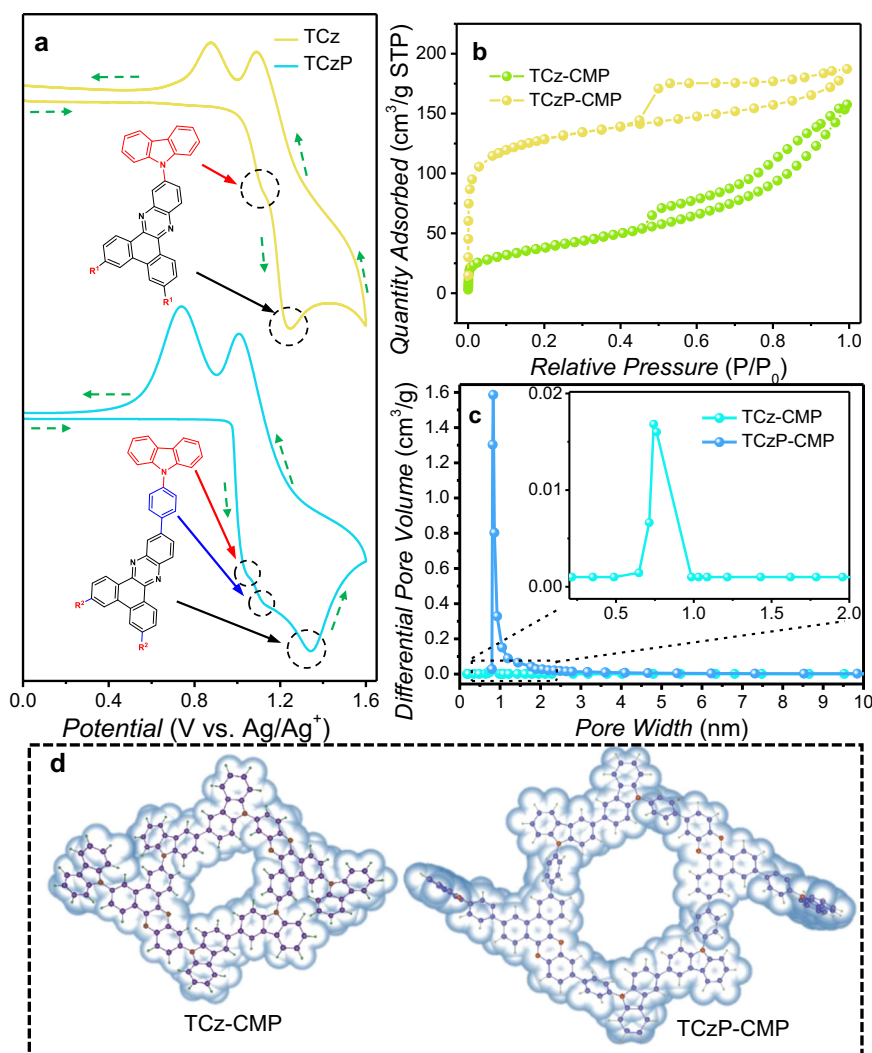 a
TCz
TCzP
N
N
N
R¹
R¹
N
N
N
R²
R²
0.0 0.4 0.8 1.2 1.6
Potential (V vs. Ag/Ag⁺)
b
TCz-CMP
TCzP-CMP
200
150
100
50
0
Quantity Adsorbed (cm³/g STP)
0.0 0.2 0.4 0.6 0.8 1.0
Relative Pressure (P/P₀)
c
TCz-CMP
TCzP-CMP
1.6
1.4
1.2
1.0
0.8
0.6
0.4
0.2
0.0
Differential Pore Volume (cm³/g)
0.02
0.01
0.00
0.5 1.0 1.5 2.0
0 1 2 3 4 5 6 7 8 9 10
Pore Width (nm)
d
TCz-CMP
TCzP-CMP